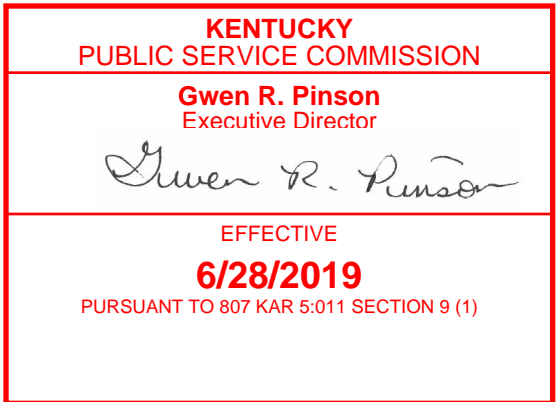 KENTUCKY
PUBLIC SERVICE COMMISSION
Gwen R. Pinson
Executive Director
Gwen R. Pinson
EFFECTIVE
6/28/2019
PURSUANT TO 807 KAR 5:011 SECTION 9 (1)